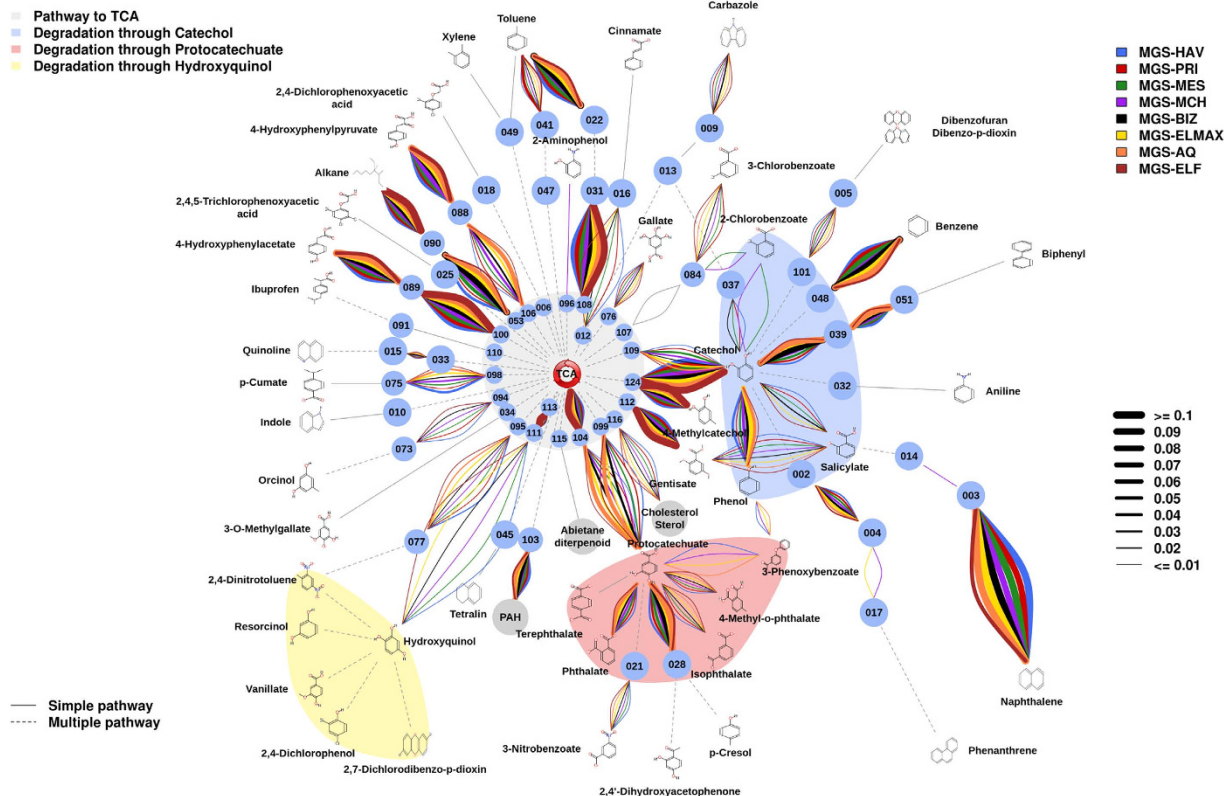 Pathway to TCA
Degradation through Catechol
Degradation through Protocatechuate
Degradation through Hydroxyquinol
MGS-HAV
MGS-PRI
MGS-MES
MGS-MCH
MGS-BIZ
MGS-ELMAX
MGS-AQ
MGS-ELF
Carbazole
Toluene
Cinnamate
Xylene
2,4-Dichlorophenoxyacetic
acid
4-Hydroxyphenylpyruvate
Alkane
2,4,5-Trichlorophenoxyacetic
acid
4-Hydroxyphenylacetate
Ibuprofen
Quinoline
p-Cumate
Indole
Orcinol
3-O-Methylgallate
2,4-Dinitrotoluene
Resorcinol
Vanillate
2,4-Dichlorophenol
2,7-Dichlorodibenzo-p-dioxin
Hydroxyquinol
Tetralin
PAH
Abietane
diterpenoid
Cholesterol
Sterol
Gentisate
Protocatechuate
Terephthalate
Phthalate
Isophthalate
4-Methyl-o-phthalate
3-Phenoxybenzoate
3-Nitrobenzoate
2,4'-Dihydroxyacetophenone
p-Cresol
Phenanthrene
Naphthalene
Salicylate
Phenol
4-Methylcatechol
Catechol
Aniline
Biphenyl
Benzene
Dibenzofuran
Dibenzo-p-dioxin
2-Chlorobenzoate
3-Chlorobenzoate
Gallate
2-Aminophenol
TCA
049
041
022
009
018
047
031
016
013
005
088
090
025
089
091
015
033
075
010
073
077
045
103
021
028
017
004
002
003
014
032
039
051
048
101
037
084
006
096
108
076
012
107
109
124
112
116
099
104
115
111
113
095
034
094
098
110
100
053
106
>= 0.1
0.09
0.08
0.07
0.06
0.05
0.04
0.03
0.02
<= 0.01
Simple pathway
Multiple pathway